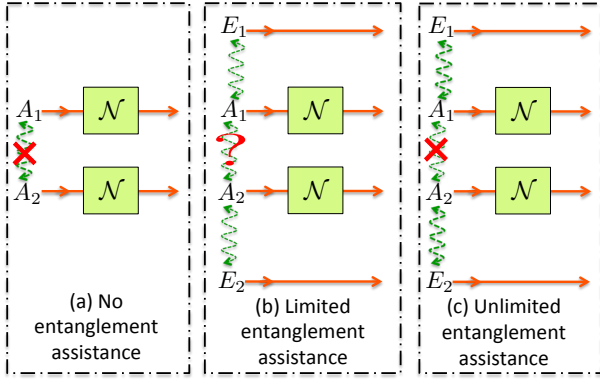 E₁ E₁
A₁ 𝒩 A₁ 𝒩 A₁ 𝒩
?
A₂ 𝒩 A₂ 𝒩 A₂ 𝒩
E₂ E₂
(a) No
entanglement
assistance
(b) Limited
entanglement
assistance
(c) Unlimited
entanglement
assistance